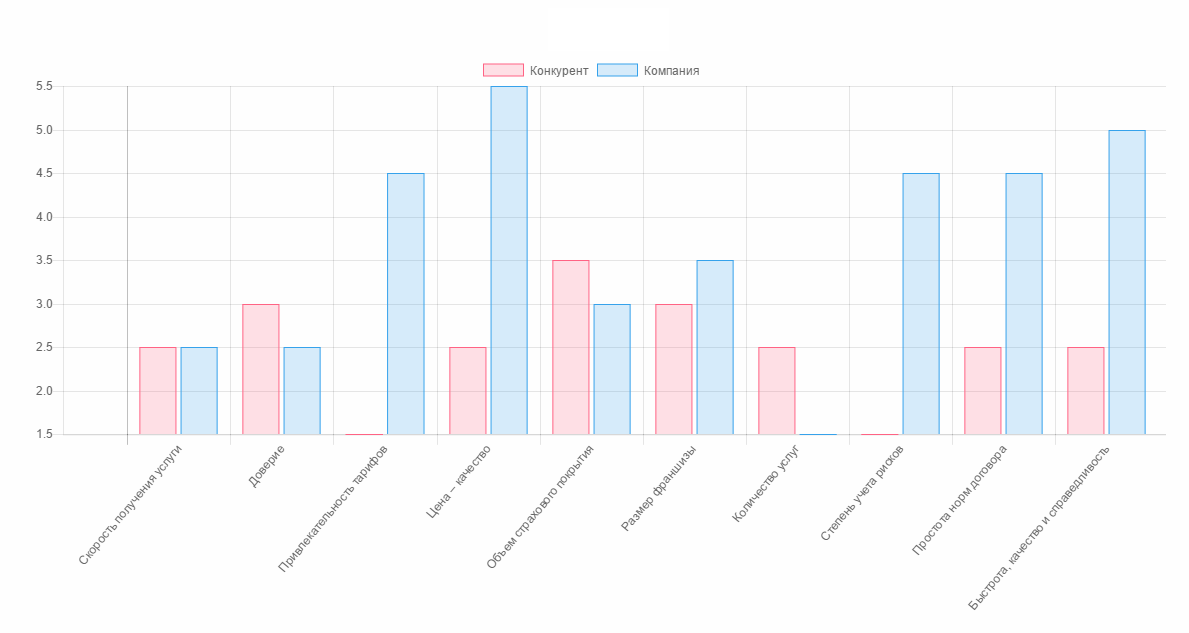 Конкурент Компания
5.5
5.0
4.5
4.0
3.5
3.0
2.5
2.0
1.5
Скорость получения услуги
Доверие
Привлекательность тарифов
Цена – качество
Объем страхового покрытия
Размер франшизы
Количество услуг
Степень учета рисков
Простота норм договора
Быстрота, качество и справедливость